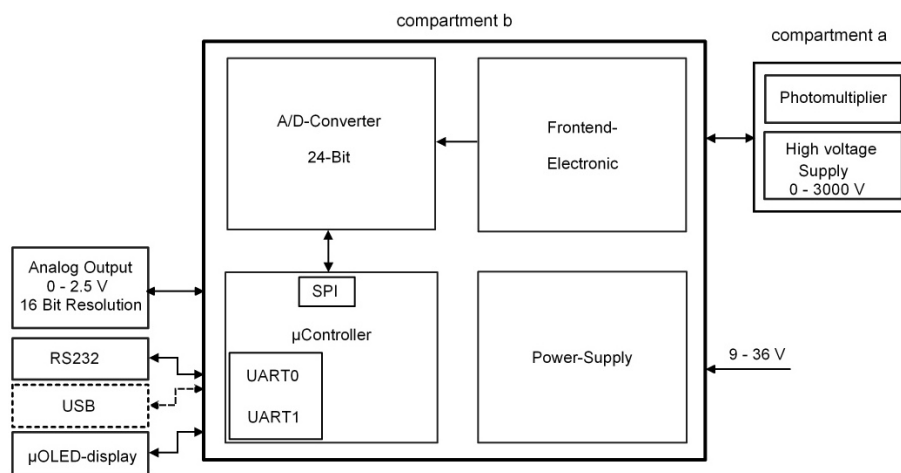 compartment b
compartment a
A/D-Converter
24-Bit
Frontend-
Electronic
Photomultiplier
High voltage
Supply
0 - 3000 V
Analog Output
0 - 2.5 V
16 Bit Resolution
SPI
µController
RS232
USB
µOLED-display
UART0
UART1
Power-Supply
9 - 36 V